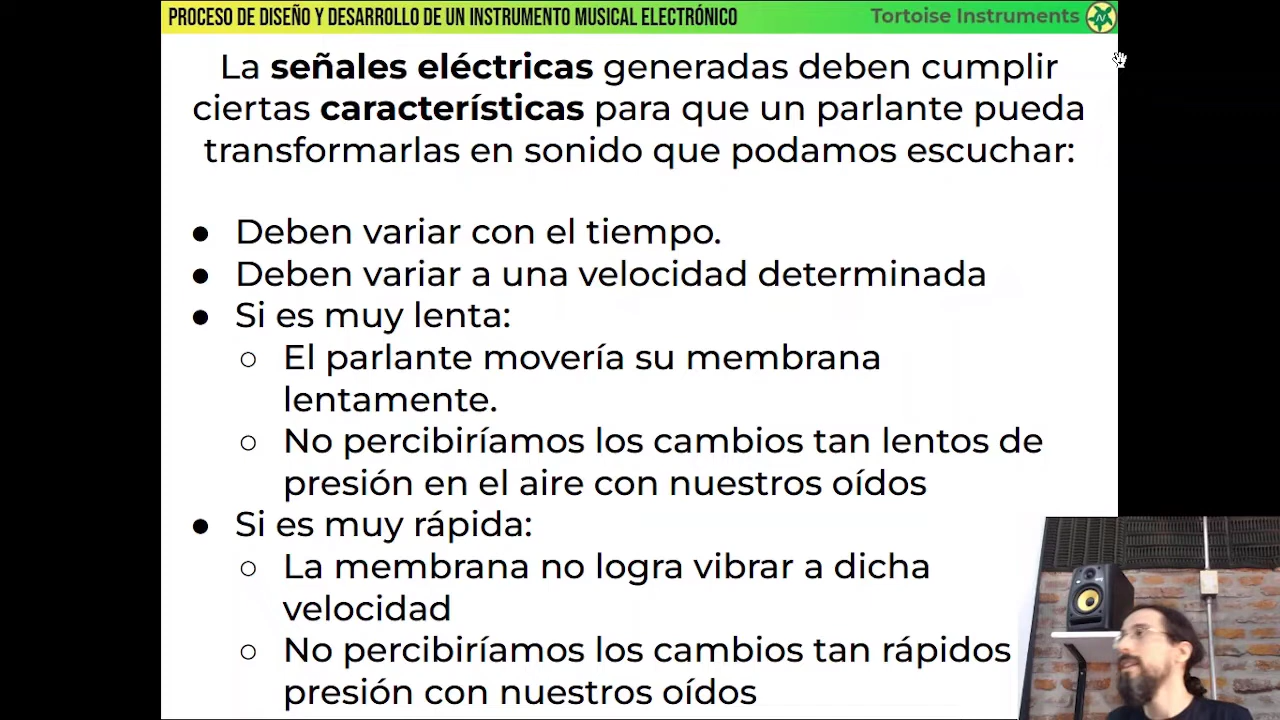 PROCESO DE DISEÑO Y DESARROLLO DE UN INSTRUMENTO MUSICAL ELECTRÓNICO
Tortoise Instruments
La señales eléctricas generadas deben cumplir
ciertas características para que un parlante pueda
transformarlas en sonido que podamos escuchar:
● Deben variar con el tiempo.
● Deben variar a una velocidad determinada
● Si es muy lenta:
○ El parlante movería su membrana
lentamente.
○ No percibiríamos los cambios tan lentos de
presión en el aire con nuestros oídos
● Si es muy rápida:
○ La membrana no logra vibrar a dicha
velocidad
○ No percibiríamos los cambios tan rápidos
presión con nuestros oídos